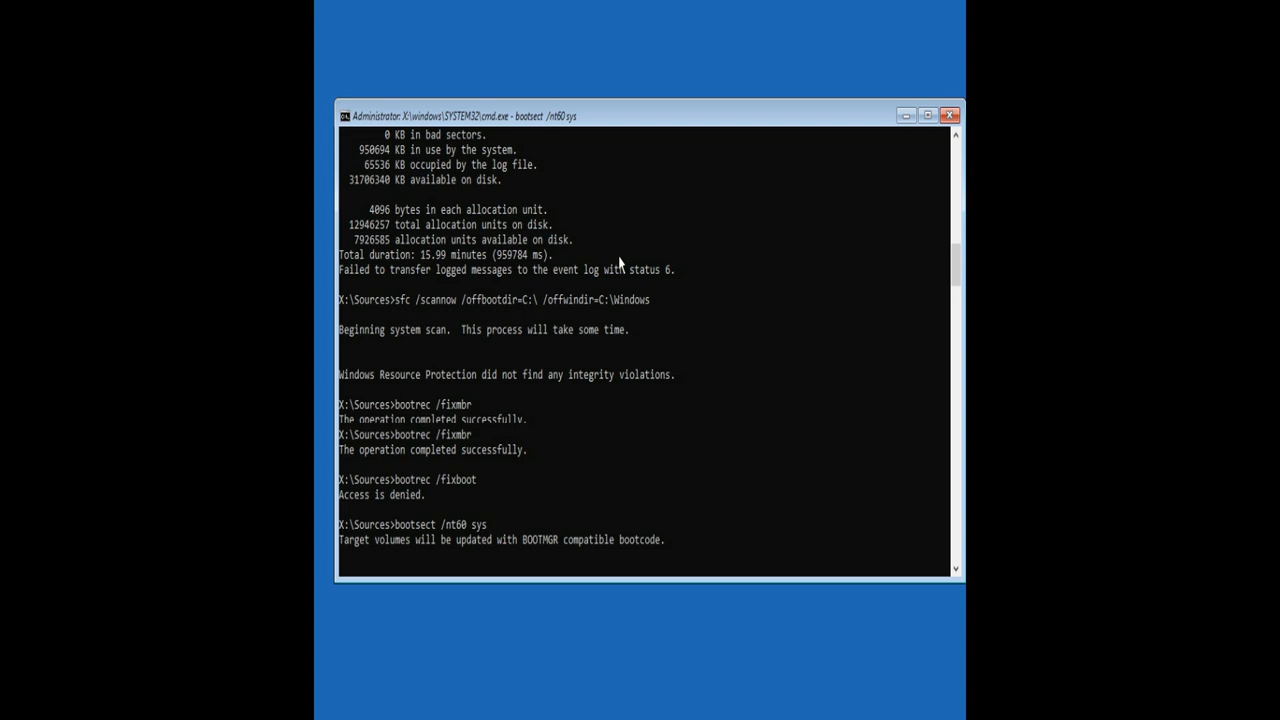 Administrator: X:\windows\SYSTEM32\cmd.exe - bootsect /nt60 sys
0 KB in bad sectors.
950694 KB in use by the system.
65536 KB occupied by the log file.
31706340 KB available on disk.
4096 bytes in each allocation unit.
12946257 total allocation units on disk.
7926585 allocation units available on disk.
Total duration: 15.99 minutes (959784 ms).
Failed to transfer logged messages to the event log with status 6.
X:\Sources>sfc /scannow /offbootdir=C:\ /offwindir=C:\Windows
Beginning system scan.  This process will take some time.
Windows Resource Protection did not find any integrity violations.
X:\Sources>bootrec /fixmbr
The operation completed successfully.
X:\Sources>bootrec /fixmbr
The operation completed successfully.
X:\Sources>bootrec /fixboot
Access is denied.
X:\Sources>bootsect /nt60 sys
Target volumes will be updated with BOOTMGR compatible bootcode.